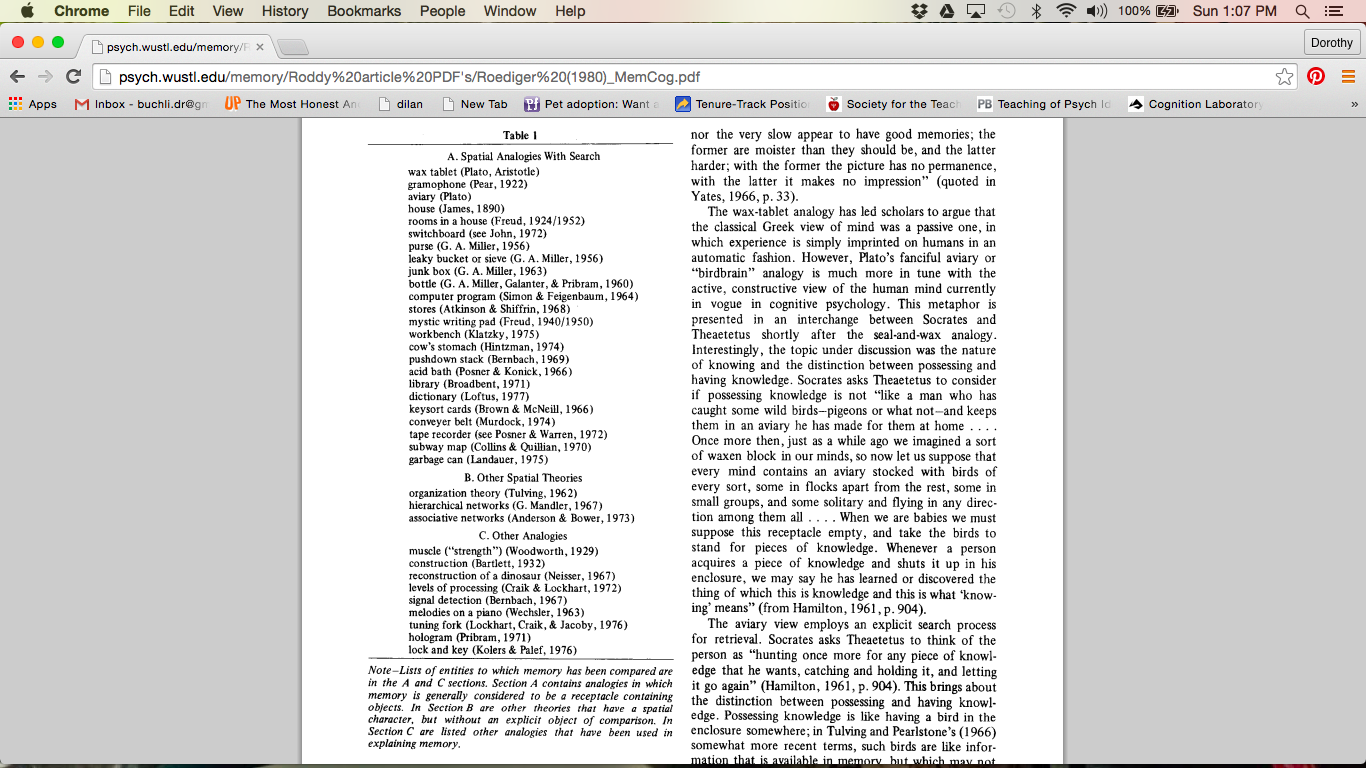 Chrome File Edit View History Bookmarks People Window Help 100% Sun 1:07 PM
psych.wustl.edu/memory/
Dorothy
psych.wustl.edu/memory/Roddy%20article%20PDF's/Roediger%20(1980)_MemCog.pdf
Apps Inbox - buchli.dr@gm The Most Honest An dilan New Tab Pet adoption: Want a Tenure-Track Positio Society for the Teach Teaching of Psych Id Cognition Laboratory »
Table 1
A. Spatial Analogies With Search
wax tablet (Plato, Aristotle)
gramophone (Pear, 1922)
aviary (Plato)
house (James, 1890)
rooms in a house (Freud, 1924/1952)
switchboard (see John, 1972)
purse (G. A. Miller, 1956)
leaky bucket or sieve (G. A. Miller, 1956)
junk box (G. A. Miller, 1963)
bottle (G. A. Miller, Galanter, & Pribram, 1960)
computer program (Simon & Feigenbaum, 1964)
stores (Atkinson & Shiffrin, 1968)
mystic writing pad (Freud, 1940/1950)
workbench (Klatzky, 1975)
cow's stomach (Hintzman, 1974)
pushdown stack (Bernbach, 1969)
acid bath (Posner & Konick, 1966)
library (Broadbent, 1971)
dictionary (Loftus, 1977)
keysort cards (Brown & McNeill, 1966)
conveyer belt (Murdock, 1974)
tape recorder (see Posner & Warren, 1972)
subway map (Collins & Quillian, 1970)
garbage can (Landauer, 1975)
B. Other Spatial Theories
organization theory (Tulving, 1962)
hierarchical networks (G. Mandler, 1967)
associative networks (Anderson & Bower, 1973)
C. Other Analogies
muscle (“strength”) (Woodworth, 1929)
construction (Bartlett, 1932)
reconstruction of a dinosaur (Neisser, 1967)
levels of processing (Craik & Lockhart, 1972)
signal detection (Bernbach, 1967)
melodies on a piano (Wechsler, 1963)
tuning fork (Lockhart, Craik, & Jacoby, 1976)
hologram (Pribram, 1971)
lock and key (Kolers & Palef, 1976)
Note—Lists of entities to which memory has been compared are
in the A and C sections. Section A contains analogies in which
memory is generally considered to be a receptacle containing
objects. In Section B are other theories that have a spatial
character, but without an explicit object of comparison. In
Section C are listed other analogies that have been used in
explaining memory.
nor the very slow appear to have good memories; the
former are moister than they should be, and the latter
harder; with the former the picture has no permanence,
with the latter it makes no impression” (quoted in
Yates, 1966, p. 33).
The wax-tablet analogy has led scholars to argue that
the classical Greek view of mind was a passive one, in
which experience is simply imprinted on humans in an
automatic fashion. However, Plato's fanciful aviary or
“birdbrain” analogy is much more in tune with the
active, constructive view of the human mind currently
in vogue in cognitive psychology. This metaphor is
presented in an interchange between Socrates and
Theaetetus shortly after the seal-and-wax analogy.
Interestingly, the topic under discussion was the nature
of knowing and the distinction between possessing and
having knowledge. Socrates asks Theaetetus to consider
if possessing knowledge is not “like a man who has
caught some wild birds—pigeons or what not—and keeps
them in an aviary he has made for them at home . . . .
Once more then, just as a while ago we imagined a sort
of waxen block in our minds, so now let us suppose that
every mind contains an aviary stocked with birds of
every sort, some in flocks apart from the rest, some in
small groups, and some solitary and flying in any direc-
tion among them all . . . . When we are babies we must
suppose this receptacle empty, and take the birds to
stand for pieces of knowledge. Whenever a person
acquires a piece of knowledge and shuts it up in his
enclosure, we may say he has learned or discovered the
thing of which this is knowledge and this is what ‘know-
ing’ means” (from Hamilton, 1961, p. 904).
The aviary view employs an explicit search process
for retrieval. Socrates asks Theaetetus to think of the
person as “hunting once more for any piece of knowl-
edge that he wants, catching and holding it, and letting
it go again” (Hamilton, 1961, p. 904). This brings about
the distinction between possessing and having knowl-
edge. Possessing knowledge is like having a bird in the
enclosure somewhere; in Tulving and Pearlstone's (1966)
somewhat more recent terms, such birds are like infor-
mation that is available in memory, but which may not